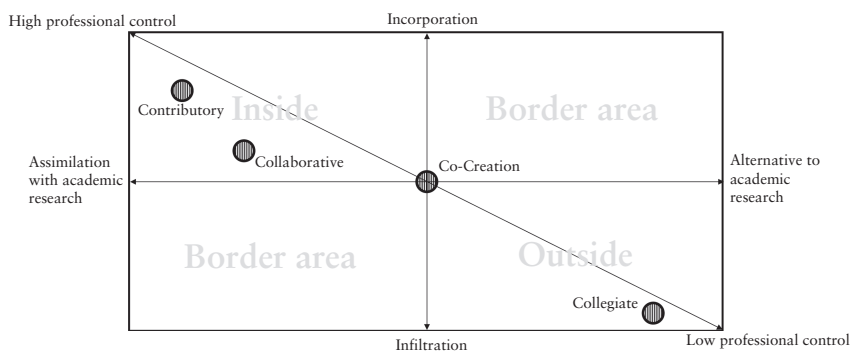 High professional control
Incorporation
Contributory
Inside
Border area
Collaborative
Assimilation
with academic
research
Co-Creation
Alternative to
academic
research
Border area
Outside
Collegiate
Infiltration
Low professional control